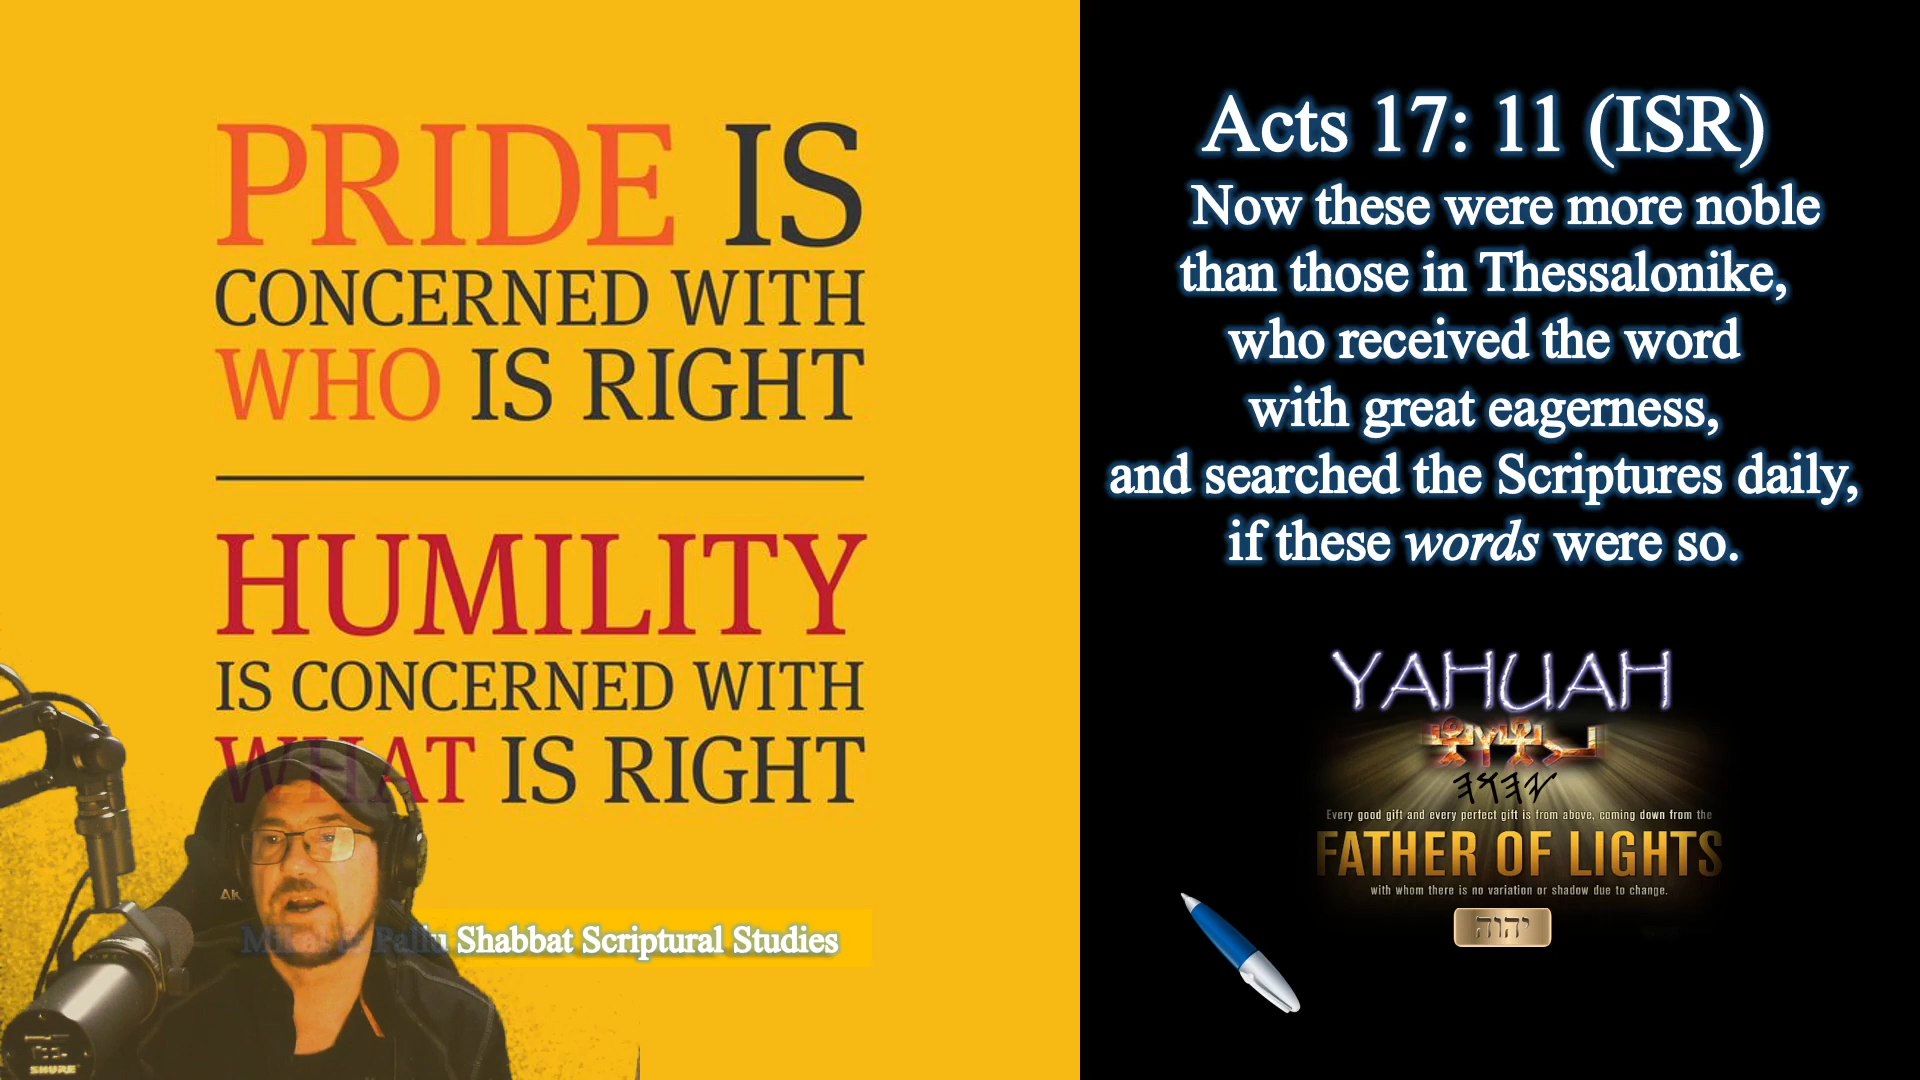 PRIDE IS
CONCERNED WITH
WHO IS RIGHT
HUMILITY
IS CONCERNED WITH
WHAT IS RIGHT
Shabbat Scriptural Studies
SHURE
Acts 17: 11 (ISR)
Now these were more noble
than those in Thessalonike,
who received the word
with great eagerness,
and searched the Scriptures daily,
if these words were so.
YAHUAH
𐤉𐤄𐤅𐤄
Every good gift and every perfect gift is from above, coming down from the
FATHER OF LIGHTS
with whom there is no variation or shadow due to change.
יהוה